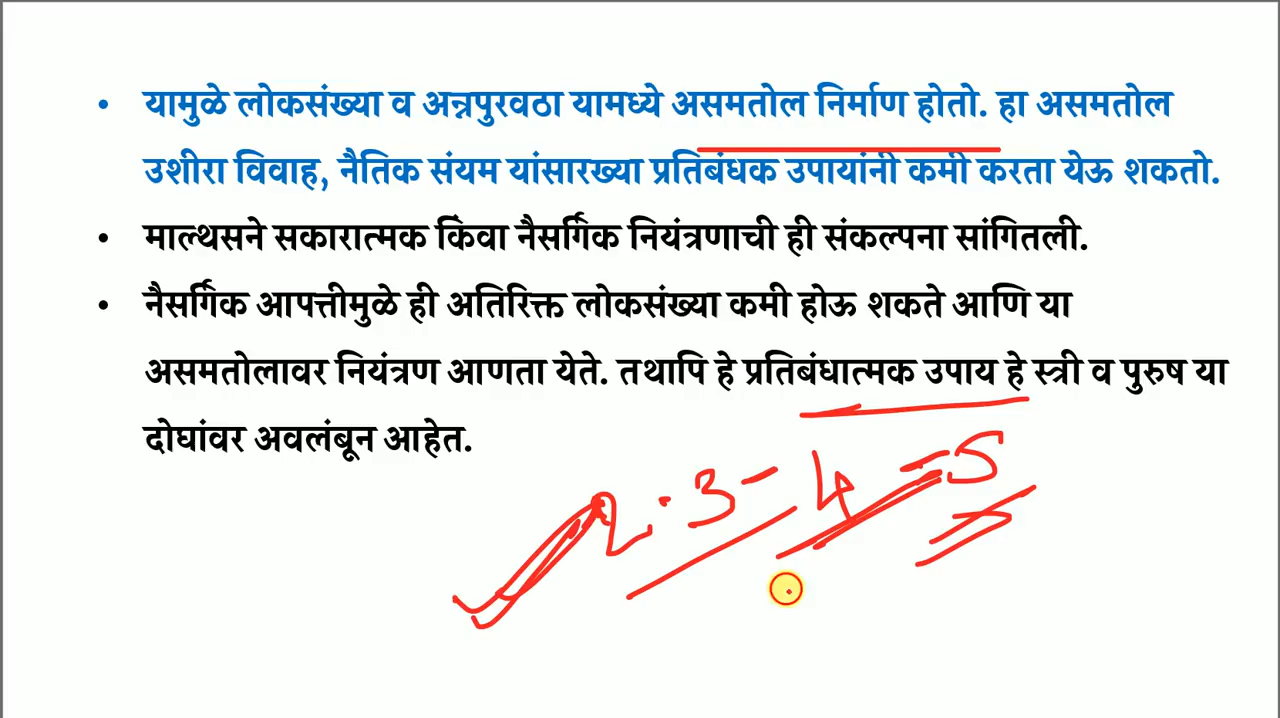 • यामुळे लोकसंख्या व अन्नपुरवठा यामध्ये असमतोल निर्माण होतो. हा असमतोल
उशीरा विवाह, नैतिक संयम यांसारख्या प्रतिबंधक उपायांनी कमी करता येऊ शकतो.
• माल्थसने सकारात्मक किंवा नैसर्गिक नियंत्रणाची ही संकल्पना सांगितली.
• नैसर्गिक आपत्तीमुळे ही अतिरिक्त लोकसंख्या कमी होऊ शकते आणि या
असमतोलावर नियंत्रण आणता येते. तथापि हे प्रतिबंधात्मक उपाय हे स्त्री व पुरुष या
दोघांवर अवलंबून आहेत.
2 · 3 - 4 = 5